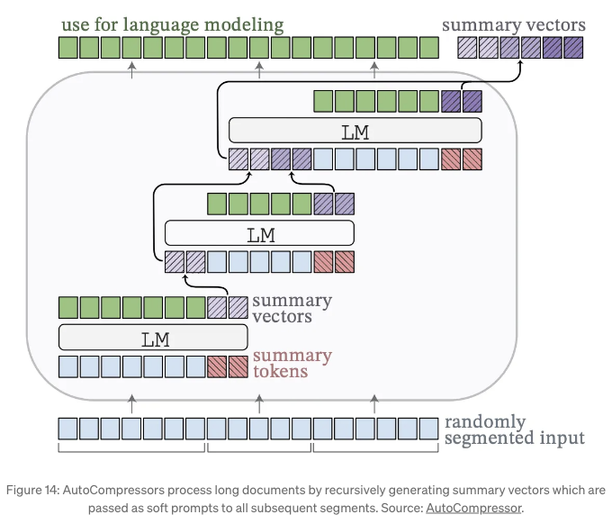 use for language modeling
summary vectors
LM
LM
summary
vectors
LM
summary
tokens
randomly
segmented input
Figure 14: AutoCompressors process long documents by recursively generating summary vectors which are
passed as soft prompts to all subsequent segments. Source: AutoCompressor.